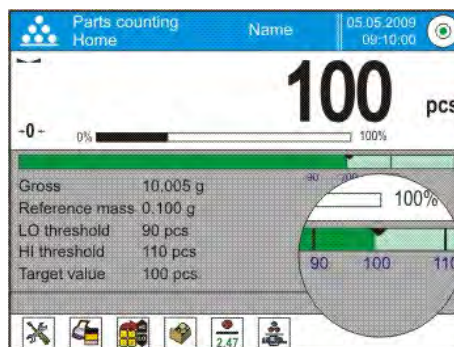 Parts counting
Home
Name
05.05.2009
09:10:00
100
pcs
-0-
0%
100%
90
Gross 10.005 g
Reference mass 0.100 g
LO threshold 90 pcs
HI threshold 110 pcs
Target value 100 pcs
100%
90 100 110
2.47